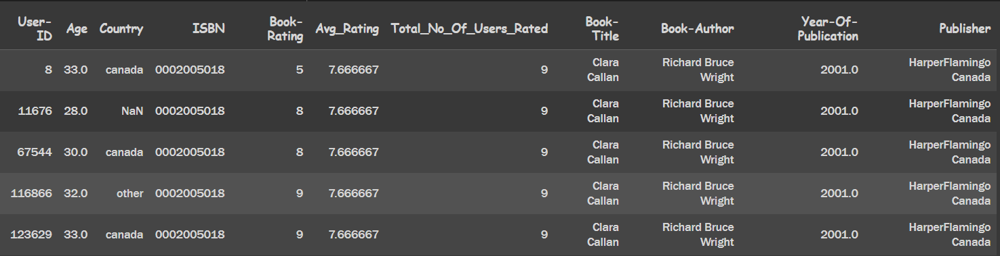 User-ID Age Country ISBN Book-Rating Avg_Rating Total_No_Of_Users_Rated Book-Title Book-Author Year-Of-Publication Publisher
8 33.0 canada 0002005018 5 7.666667 9 Clara Callan Richard Bruce Wright 2001.0 HarperFlamingo Canada
11676 28.0 NaN 0002005018 8 7.666667 9 Clara Callan Richard Bruce Wright 2001.0 HarperFlamingo Canada
67544 30.0 canada 0002005018 8 7.666667 9 Clara Callan Richard Bruce Wright 2001.0 HarperFlamingo Canada
116866 32.0 other 0002005018 9 7.666667 9 Clara Callan Richard Bruce Wright 2001.0 HarperFlamingo Canada
123629 33.0 canada 0002005018 9 7.666667 9 Clara Callan Richard Bruce Wright 2001.0 HarperFlamingo Canada